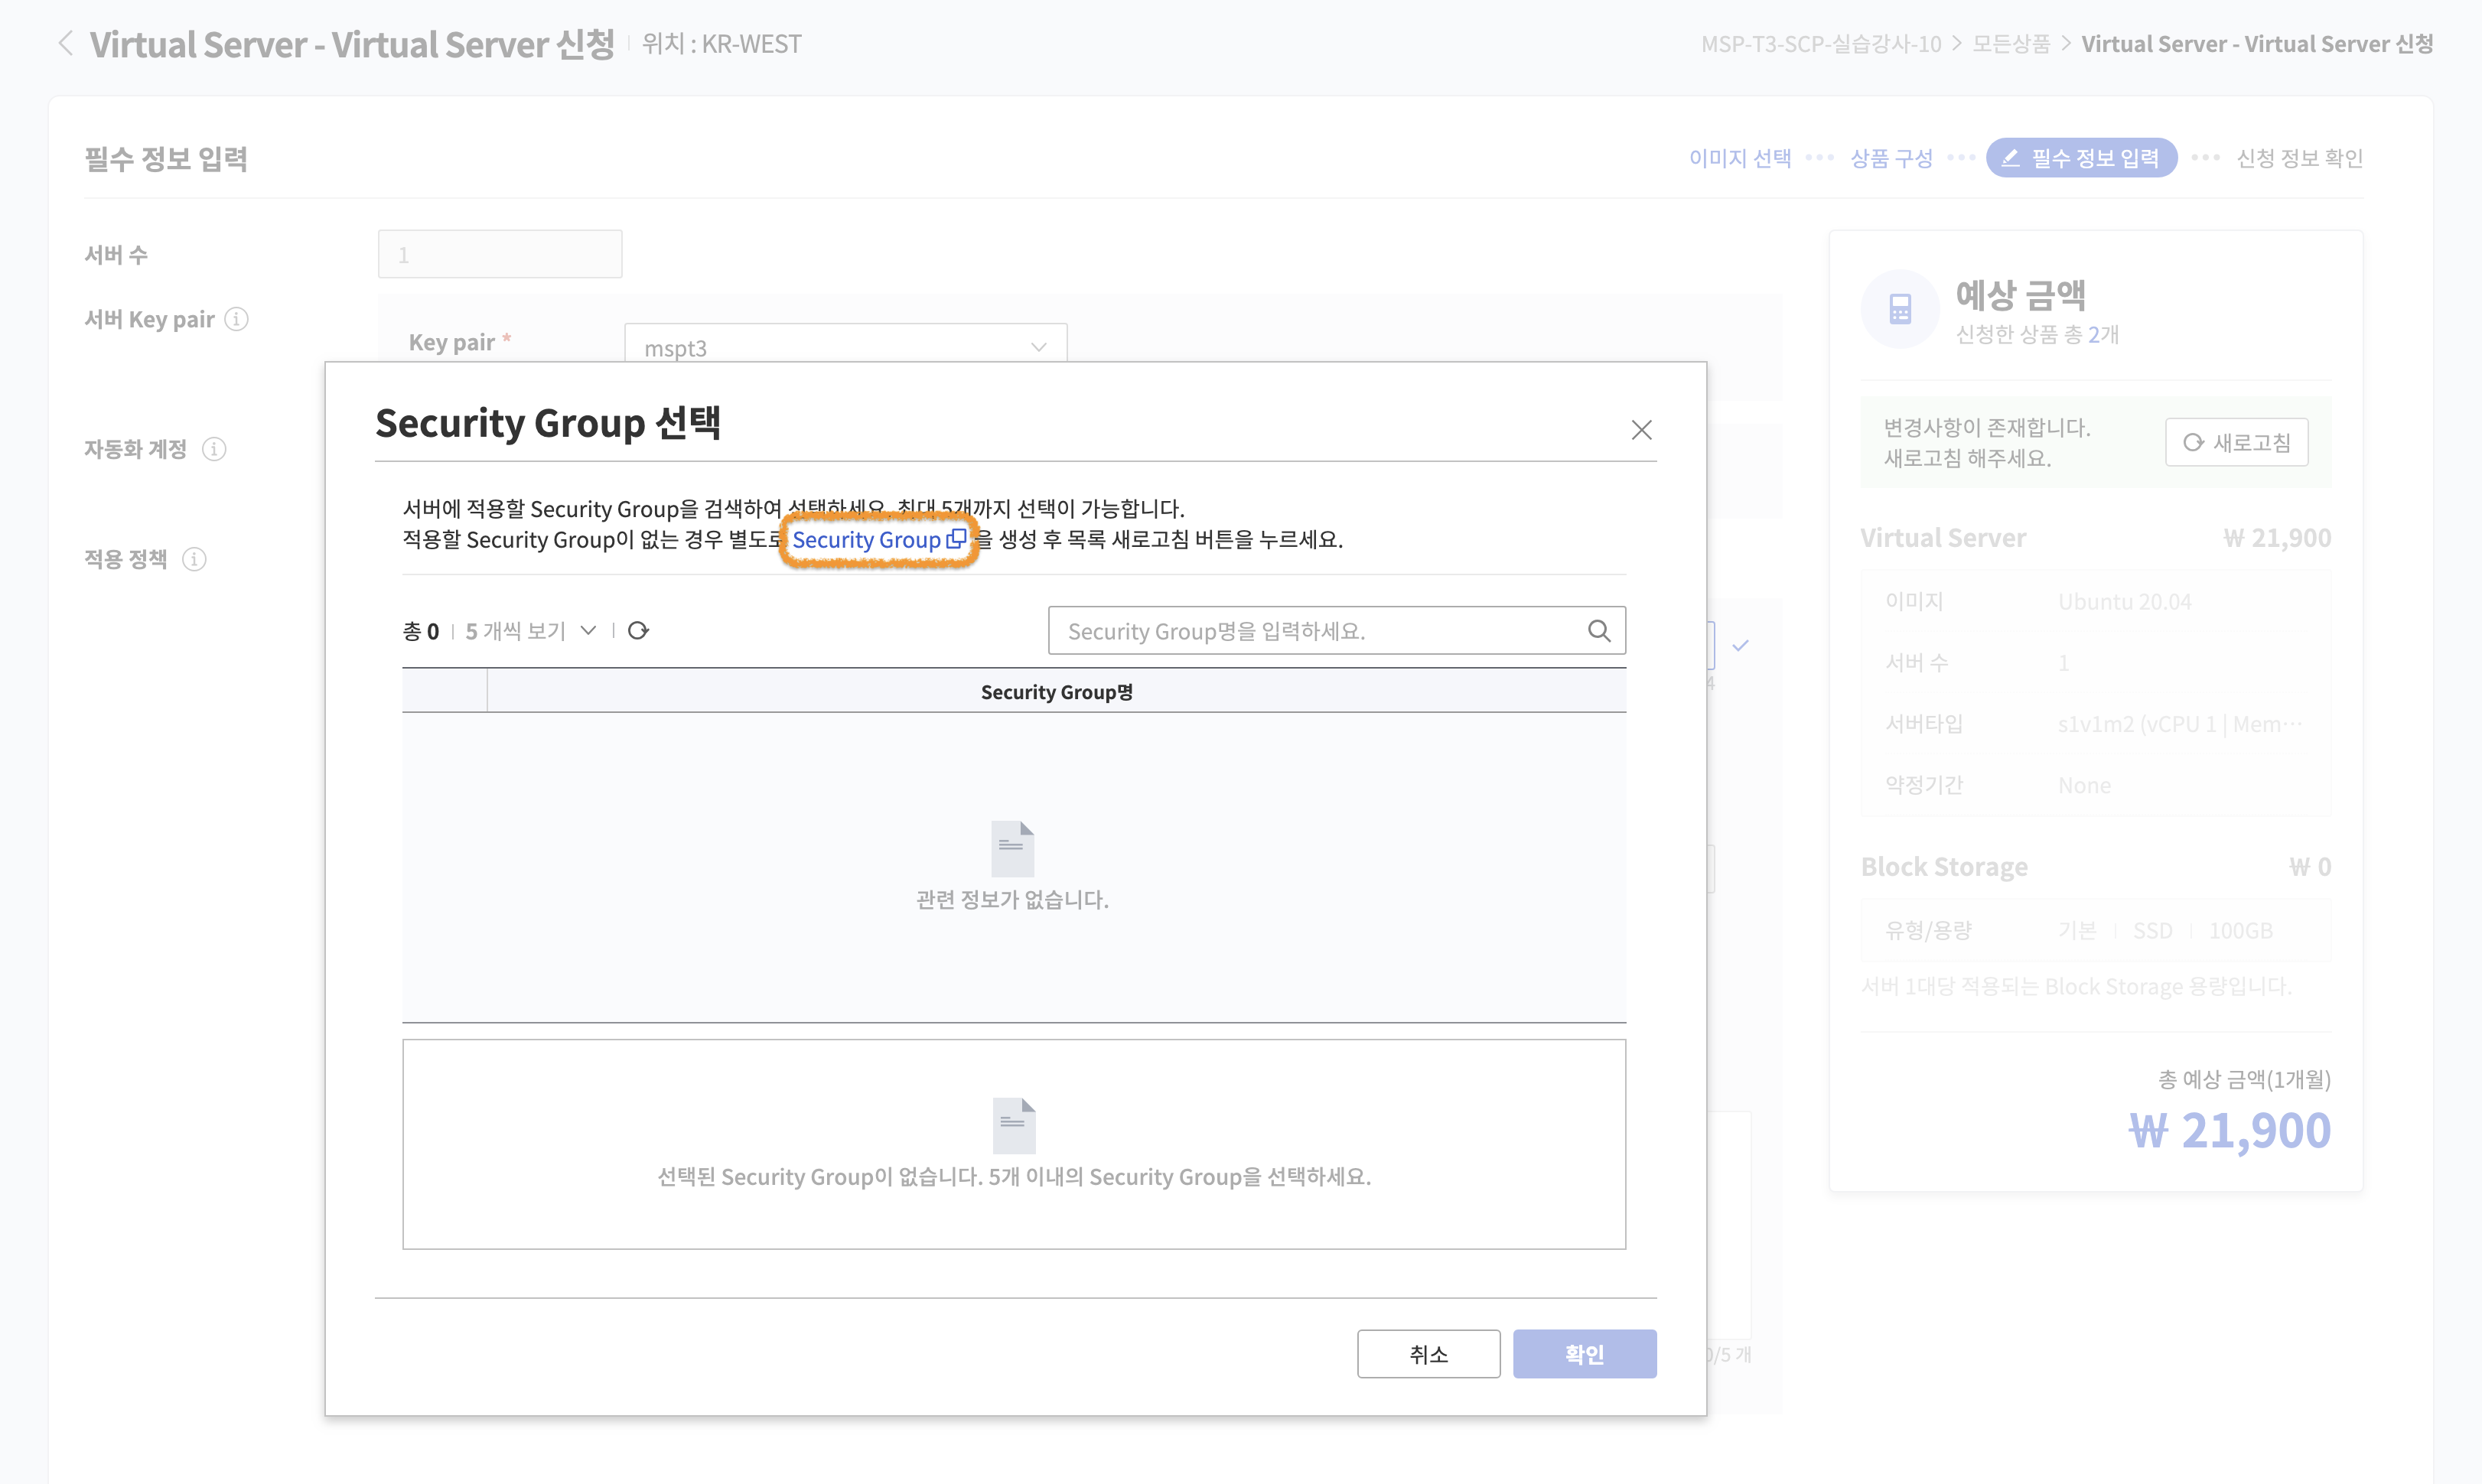 Virtual Server - Virtual Server 신청 위치 : KR-WEST
MSP-T3-SCP-실습강사-10 > 모든상품 > Virtual Server - Virtual Server 신청
필수 정보 입력
이미지 선택 ••• 상품 구성 ••• 필수 정보 입력 ••• 신청 정보 확인
서버 수
1
서버 Key pair
Key pair *
mspt3
자동화 계정
적용 정책
Security Group 선택
서버에 적용할 Security Group을 검색하여 선택하세요. 최대 5개까지 선택이 가능합니다.
적용할 Security Group이 없는 경우 별도로 Security Group 을 생성 후 목록 새로고침 버튼을 누르세요.
총 0 | 5 개씩 보기
Security Group명을 입력하세요.
Security Group명
관련 정보가 없습니다.
선택된 Security Group이 없습니다. 5개 이내의 Security Group을 선택하세요.
취소
확인
/5 개
예상 금액
신청한 상품 총 2개
변경사항이 존재합니다.
새로고침 해주세요.
새로고침
Virtual Server ₩ 21,900
이미지 Ubuntu 20.04
서버 수 1
서버타입 s1v1m2 (vCPU 1 | Mem···
약정기간 None
Block Storage ₩ 0
유형/용량 기본 | SSD | 100GB
서버 1대당 적용되는 Block Storage 용량입니다.
총 예상 금액(1개월)
₩ 21,900